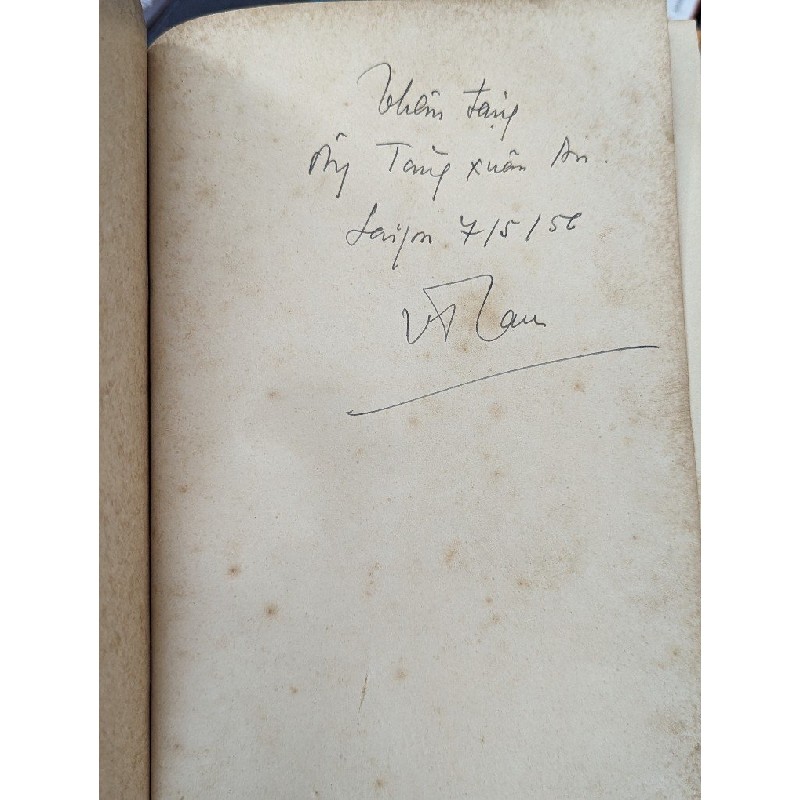 Thân tặng
Ông Tăng Xuân An.
Saigon 7/5/56